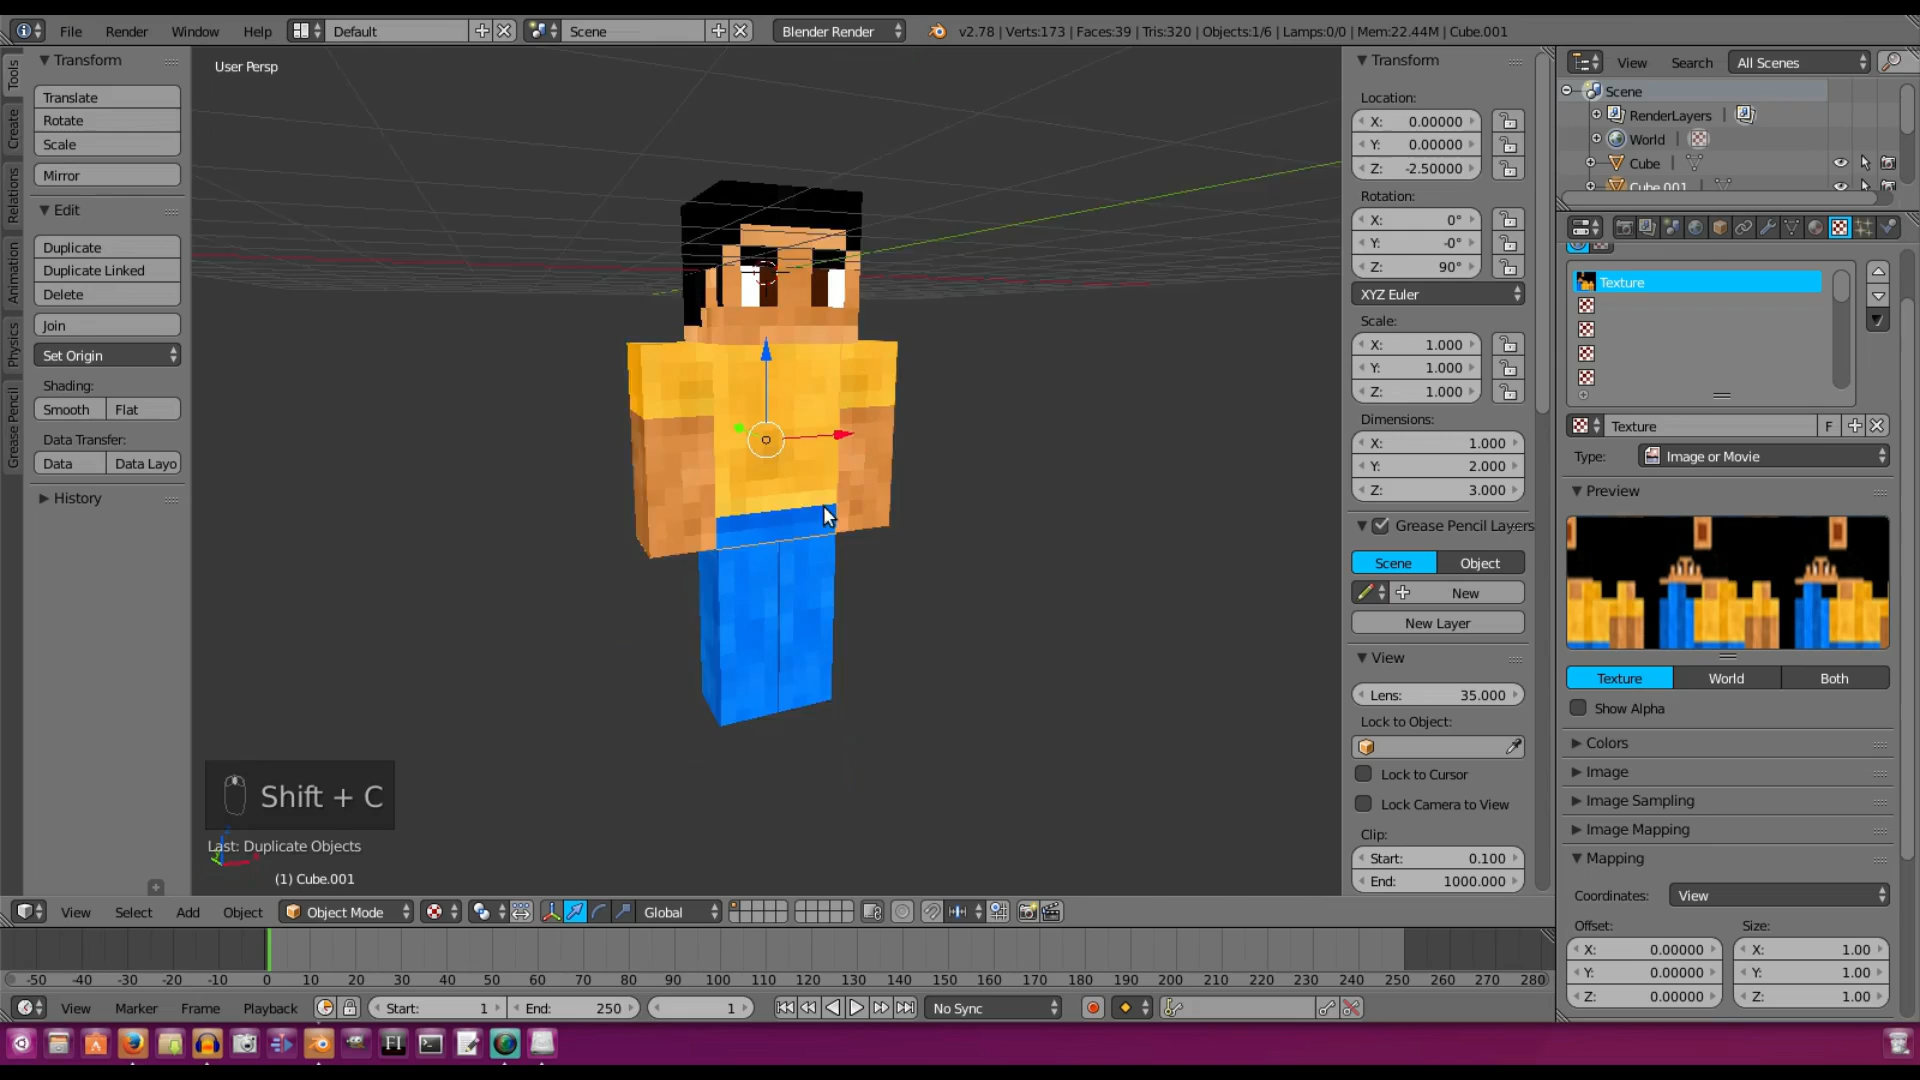 File Render Window Help Default Scene Blender Render v2.78 | Verts:173 | Faces:39 | Tris:320 | Objects:1/6 | Lamps:0/0 | Mem:22.44M | Cube.001
Tools
Create
Relations
Animation
Physics
Grease Pencil
Transform
Translate
Rotate
Scale
Mirror
Edit
Duplicate
Duplicate Linked
Delete
Join
Set Origin
Shading:
Smooth Flat
Data Transfer:
Data Data Layo
History
User Persp
Shift + C
Last: Duplicate Objects
(1) Cube.001
Transform
Location:
X: 0.00000
Y: 0.00000
Z: -2.50000
Rotation:
X: 0°
Y: -0°
Z: 90°
XYZ Euler
Scale:
X: 1.000
Y: 1.000
Z: 1.000
Dimensions:
X: 1.000
Y: 2.000
Z: 3.000
Grease Pencil Layers
Scene Object
New
New Layer
View
Lens: 35.000
Lock to Object:
Lock to Cursor
Lock Camera to View
Clip:
Start: 0.100
End: 1000.000
View Search All Scenes
Scene
RenderLayers
World
Cube
Cube.001
Texture
Texture F
Type: Image or Movie
Preview
Texture World Both
Show Alpha
Colors
Image
Image Sampling
Image Mapping
Mapping
Coordinates: View
Offset: Size:
X: 0.00000 X: 1.00
Y: 0.00000 Y: 1.00
Z: 0.00000 Z: 1.00
View Select Add Object Object Mode Global
-50 -40 -30 -20 -10 0 10 20 30 40 50 60 70 80 90 100 110 120 130 140 150 160 170 180 190 200 210 220 230 240 250 260 270 280
View Marker Frame Playback Start: 1 End: 250 1 No Sync